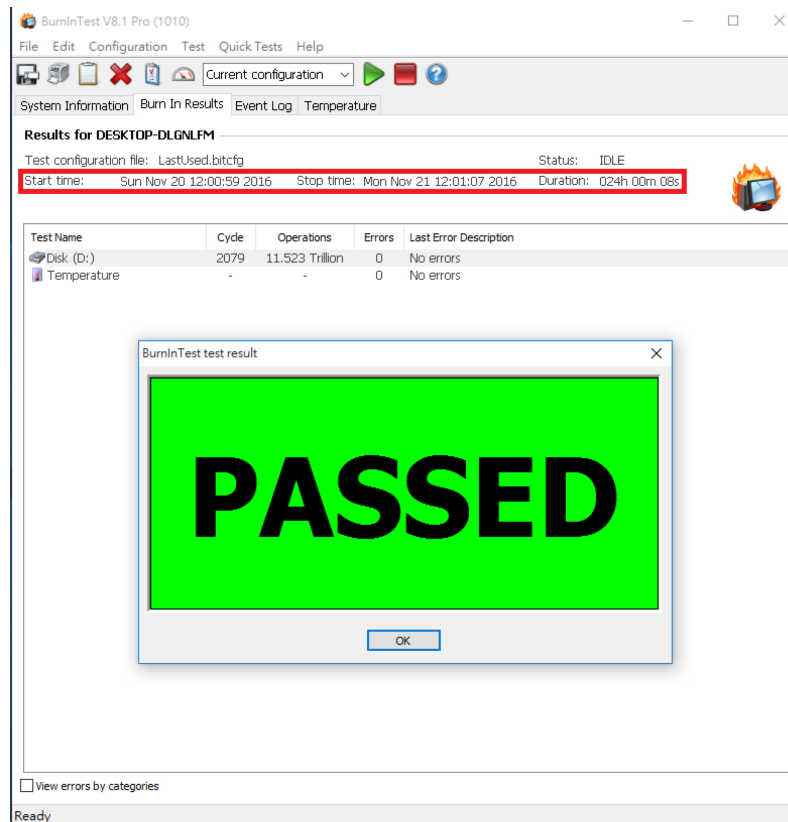 BurnInTest V8.1 Pro (1010)
File Edit Configuration Test Quick Tests Help
Current configuration
System Information Burn In Results Event Log Temperature
Results for DESKTOP-DLGNLFM
Test configuration file: LastUsed.bitcfg Status: IDLE
Start time: Sun Nov 20 12:00:59 2016 Stop time: Mon Nov 21 12:01:07 2016 Duration: 024h 00m 08s
Test Name Cycle Operations Errors Last Error Description
Disk (D:) 2079 11.523 Trillion 0 No errors
Temperature - - 0 No errors
BurnInTest test result
PASSED
OK
View errors by categories
Ready